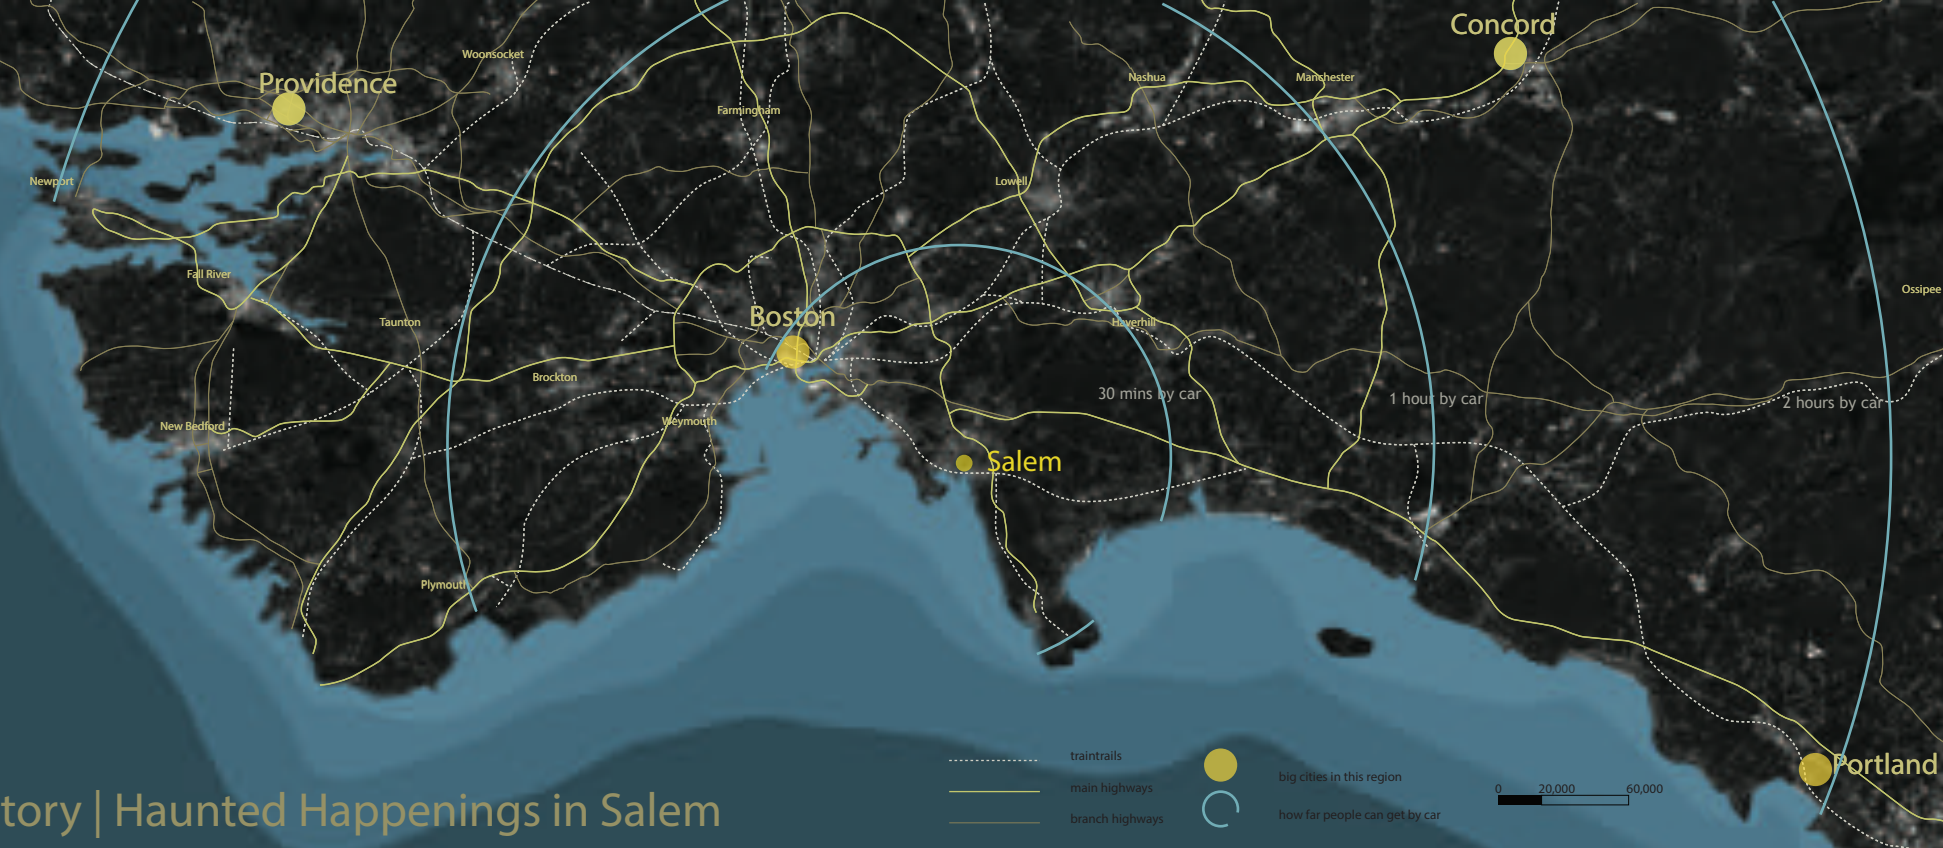 Concord
Woonsocket
Providence
Nashua
Manchester
Farmingham
Newport
Lowell
Fall River
Ossipee
Boston
Taunton
Haverhill
Brockton
30 mins by car
1 hour by car
2 hours by car
New Bedford
Weymouth
Salem
Plymouth
traintrails
big cities in this region
Portland
main highways
0 20,000 60,000
tory | Haunted Happenings in Salem
how far people can get by car
branch highways